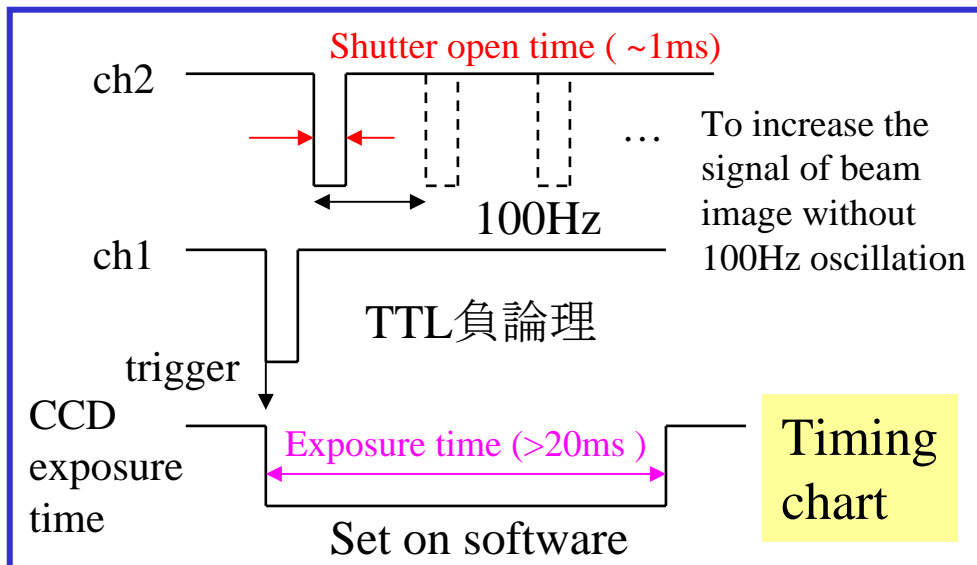 Shutter open time ( ~1ms)
ch2
…
To increase the
signal of beam
image without
100Hz oscillation
100Hz
ch1
TTL負論理
trigger
CCD
exposure
time
Exposure time (>20ms )
Set on software
Timing
chart